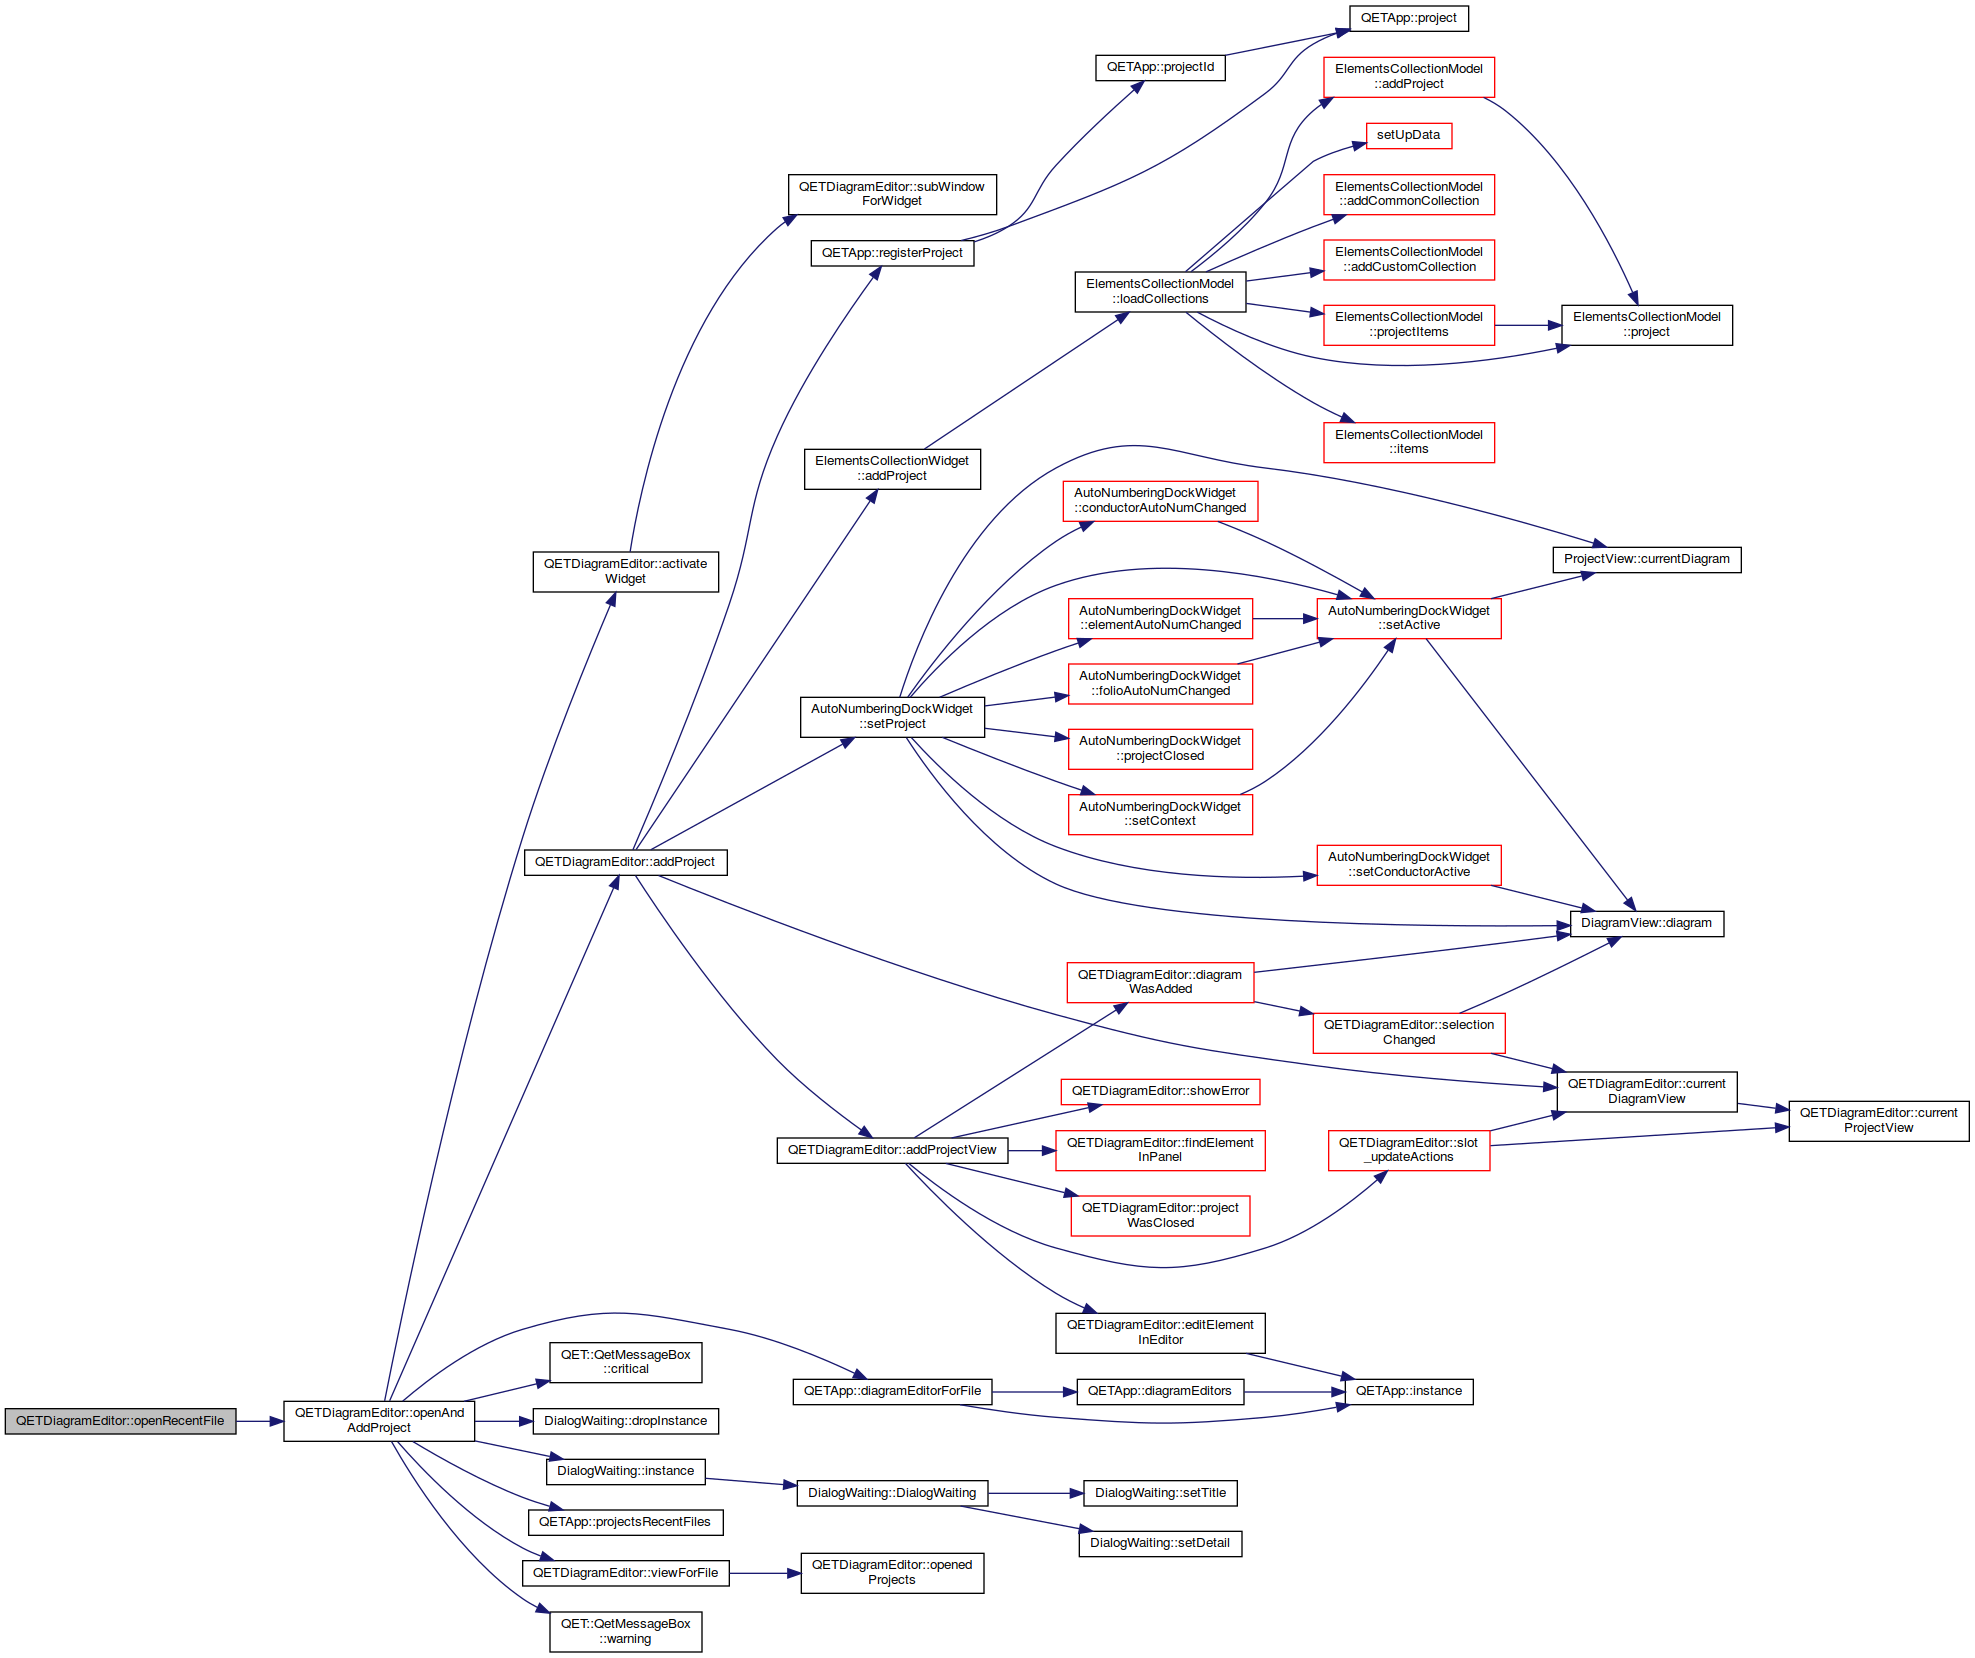 QETApp::project
QETApp::projectId
ElementsCollectionModel
::addProject
setUpData
QETDiagramEditor::subWindow
ForWidget
ElementsCollectionModel
::addCommonCollection
QETApp::registerProject
ElementsCollectionModel
::addCustomCollection
ElementsCollectionModel
::loadCollections
ElementsCollectionModel
::projectItems
ElementsCollectionModel
::project
ElementsCollectionModel
::items
ElementsCollectionWidget
::addProject
AutoNumberingDockWidget
::conductorAutoNumChanged
ProjectView::currentDiagram
QETDiagramEditor::activate
Widget
AutoNumberingDockWidget
::elementAutoNumChanged
AutoNumberingDockWidget
::setActive
AutoNumberingDockWidget
::folioAutoNumChanged
AutoNumberingDockWidget
::setProject
AutoNumberingDockWidget
::projectClosed
AutoNumberingDockWidget
::setContext
QETDiagramEditor::addProject
AutoNumberingDockWidget
::setConductorActive
DiagramView::diagram
QETDiagramEditor::diagram
WasAdded
QETDiagramEditor::selection
Changed
QETDiagramEditor::showError
QETDiagramEditor::current
DiagramView
QETDiagramEditor::current
ProjectView
QETDiagramEditor::addProjectView
QETDiagramEditor::findElement
InPanel
QETDiagramEditor::slot
_updateActions
QETDiagramEditor::project
WasClosed
QETDiagramEditor::editElement
InEditor
QET::QetMessageBox
::critical
QETApp::diagramEditorForFile
QETApp::diagramEditors
QETApp::instance
QETDiagramEditor::openRecentFile
QETDiagramEditor::openAnd
AddProject
DialogWaiting::dropInstance
DialogWaiting::instance
DialogWaiting::DialogWaiting
DialogWaiting::setTitle
QETApp::projectsRecentFiles
DialogWaiting::setDetail
QETDiagramEditor::viewForFile
QETDiagramEditor::opened
Projects
QET::QetMessageBox
::warning